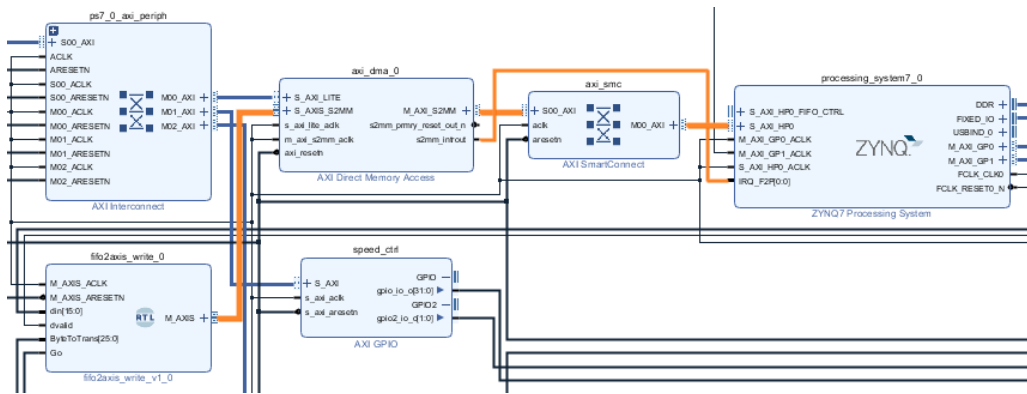 ps7_0_axi_periph
S00_AXI
ACLK
ARESETN
S00_ACLK
S00_ARESETN
M00_ACLK
M00_ARESETN
M01_ACLK
M01_ARESETN
M02_ACLK
M02_ARESETN
M00_AXI
M01_AXI
M02_AXI
AXI Interconnect
axi_dma_0
S_AXI_LITE
S_AXIS_S2MM
s_axi_lite_aclk
m_axi_s2mm_aclk
axi_resetn
M_AXI_S2MM
s2mm_prmry_reset_out_n
s2mm_introut
AXI Direct Memory Access
axi_smc
S00_AXI
aclk
aresetn
M00_AXI
AXI SmartConnect
processing_system7_0
S_AXI_HP0_FIFO_CTRL
S_AXI_HP0
M_AXI_GP0_ACLK
M_AXI_GP1_ACLK
S_AXI_HP0_ACLK
IRQ_F2P[0:0]
ZYNQ
DDR
FIXED_IO
USBIND_0
M_AXI_GP0
M_AXI_GP1
FCLK_CLK0
FCLK_RESET0_N
ZYNQ7 Processing System
fifo2axis_write_0
M_AXIS_ACLK
M_AXIS_ARESETN
din[15:0]
dvalid
ByteToTrans[25:0]
Go
RTL
M_AXIS
fifo2axis_write_v1_0
speed_ctrl
S_AXI
s_axi_aclk
s_axi_aresetn
GPIO
gpio_io_o[31:0]
GPIO2
gpio2_io_o[1:0]
AXI GPIO